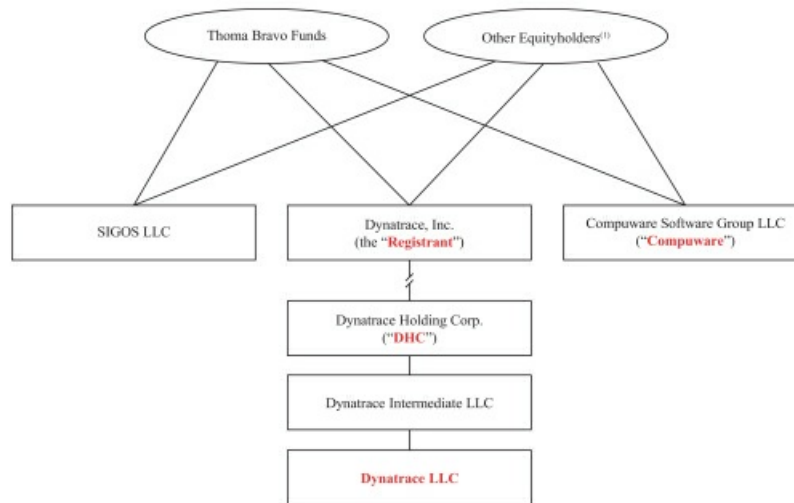 Thoma Bravo Funds
Other Equityholders(1)
SIGOS LLC
Dynatrace, Inc.
(the “Registrant”)
Compuware Software Group LLC
(“Compuware”)
Dynatrace Holding Corp.
(“DHC”)
Dynatrace Intermediate LLC
Dynatrace LLC